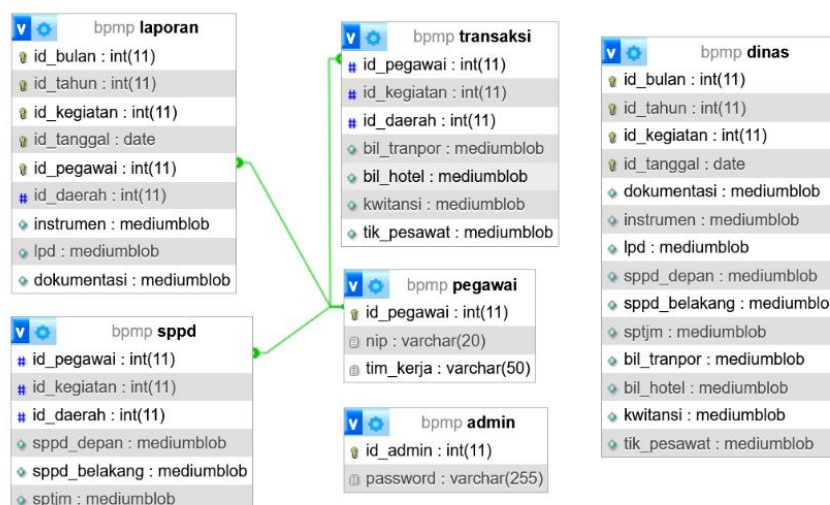 bpmp laporan
id_bulan : int(11)
id_tahun : int(11)
id_kegiatan : int(11)
id_tanggal : date
id_pegawai : int(11)
# id_daerah : int(11)
instrumen : mediumblob
lpd : mediumblob
dokumentasi : mediumblob
bpmp sppd
# id_pegawai : int(11)
# id_kegiatan : int(11)
# id_daerah : int(11)
sppd_depan : mediumblob
sppd_belakang : mediumblob
sptjm : mediumblob
bpmp transaksi
# id_pegawai : int(11)
# id_kegiatan : int(11)
# id_daerah : int(11)
bil_tranpor : mediumblob
bil_hotel : mediumblob
kwitansi : mediumblob
tik_pesawat : mediumblob
bpmp pegawai
id_pegawai : int(11)
nip : varchar(20)
tim_kerja : varchar(50)
bpmp admin
id_admin : int(11)
password : varchar(255)
bpmp dinas
id_bulan : int(11)
id_tahun : int(11)
id_kegiatan : int(11)
id_tanggal : date
dokumentasi : mediumblob
instrumen : mediumblob
lpd : mediumblob
sppd_depan : mediumblob
sppd_belakang : mediumblo
sptjm : mediumblob
bil_tranpor : mediumblob
bil_hotel : mediumblob
kwitansi : mediumblob
tik_pesawat : mediumblob